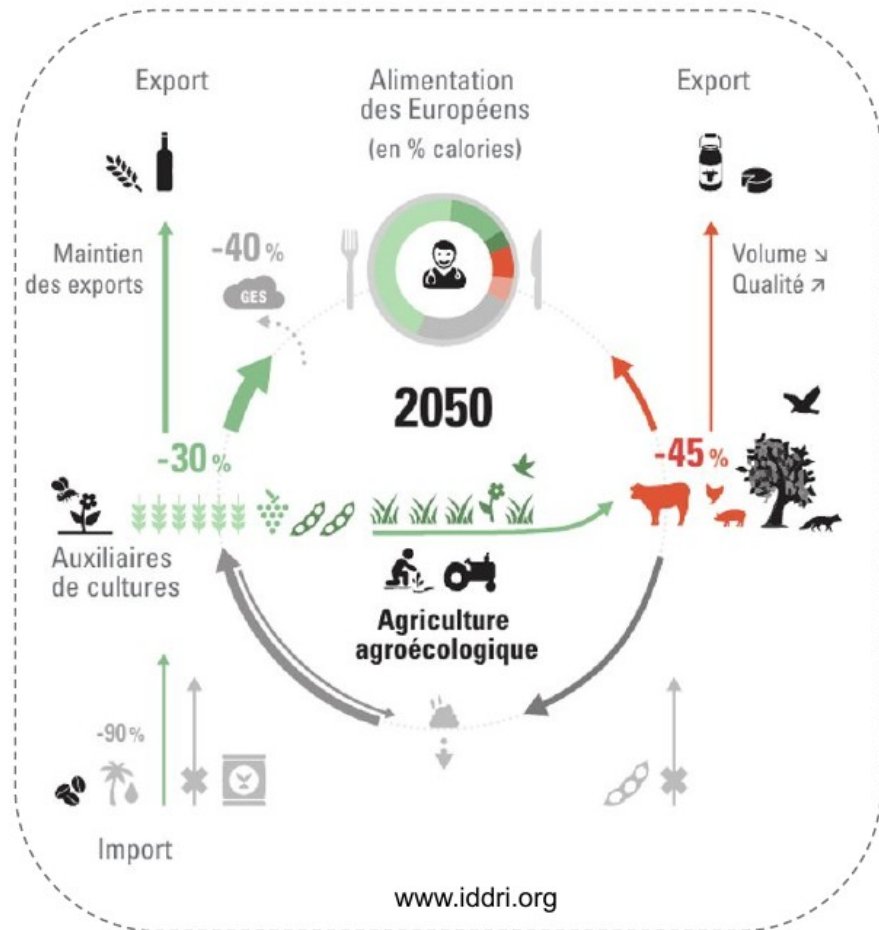 Export
Alimentation
des Européens
(en % calories)
Export
-40 %
GES
Maintien
des exports
Volume ↘
Qualité ↗
2050
-30 %
-45 %
Auxiliaires
de cultures
Agriculture
agroécologique
-90 %
Import
www.iddri.org